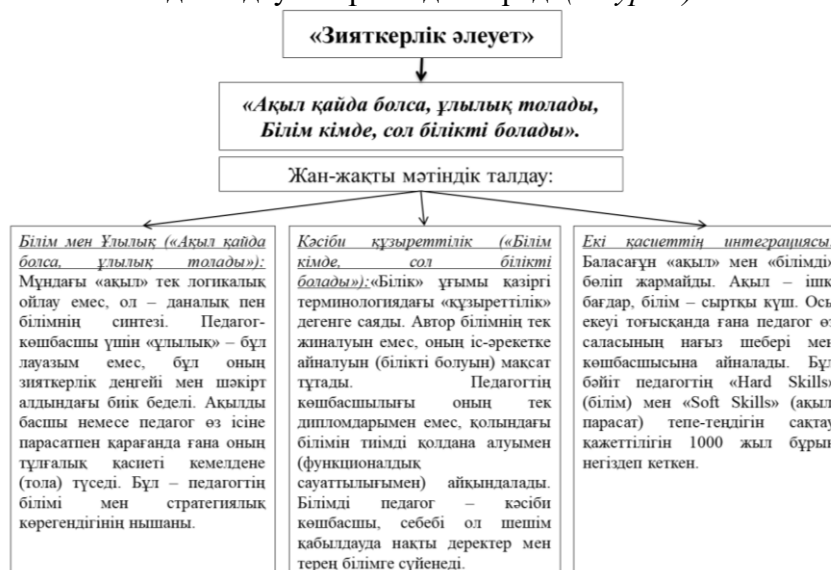 «Зияткерлік әлеует»
«Ақыл қайда болса, ұлылық толады,
Білім кімде, сол білікті болады».
Жан-жақты мәтіндік талдау:
Білім мен Ұлылық («Ақыл қайда
болса, ұлылық толады»):
Мұндағы «ақыл» тек логикалық
ойлау емес, ол – даналық пен
білімнің синтезі. Педагог-
көшбасшы үшін «ұлылық» – бұл
лауазым емес, бұл оның
зияткерлік деңгейі мен шәкірт
алдындағы биік беделі. Ақылды
басшы немесе педагог өз ісіне
парасатпен қарағанда ғана оның
тұлғалық қасиеті кемелдене
(тола) түседі. Бұл – педагогтің
білімі мен стратегиялық
көрегендігінің нышаны.
Кәсіби құзыреттілік («Білім
кімде, сол білікті
болады»):«Білік» ұғымы қазіргі
терминологиядағы «құзыреттілік»
дегенге саяды. Автор білімнің тек
жиналуын емес, оның іс-әрекетке
айналуын (білікті болуын) мақсат
тұтады. Педагогтің
көшбасшылығы оның тек
дипломдарымен емес, қолындағы
білімін тиімді қолдана алуымен
(функционалдық
сауаттылығымен) айқындалады.
Білімді педагог – кәсіби
көшбасшы, себебі ол шешім
қабылдауда нақты деректер мен
терең білімге сүйенеді.
Екі қасиеттің интеграциясы:
Баласағұн «ақыл» мен «білімді»
бөліп жармайды. Ақыл – ішкі
бағдар, білім – сыртқы күш. Осы
екеуі тоғысқанда ғана педагог өз
саласының нағыз шебері мен
көшбасшысына айналады. Бұл
бәйіт педагогтің «Hard Skills»
(білім) мен «Soft Skills» (ақыл-
парасат) тепе-теңдігін сақтау
қажеттілігін 1000 жыл бұрын
негіздеп кеткен.